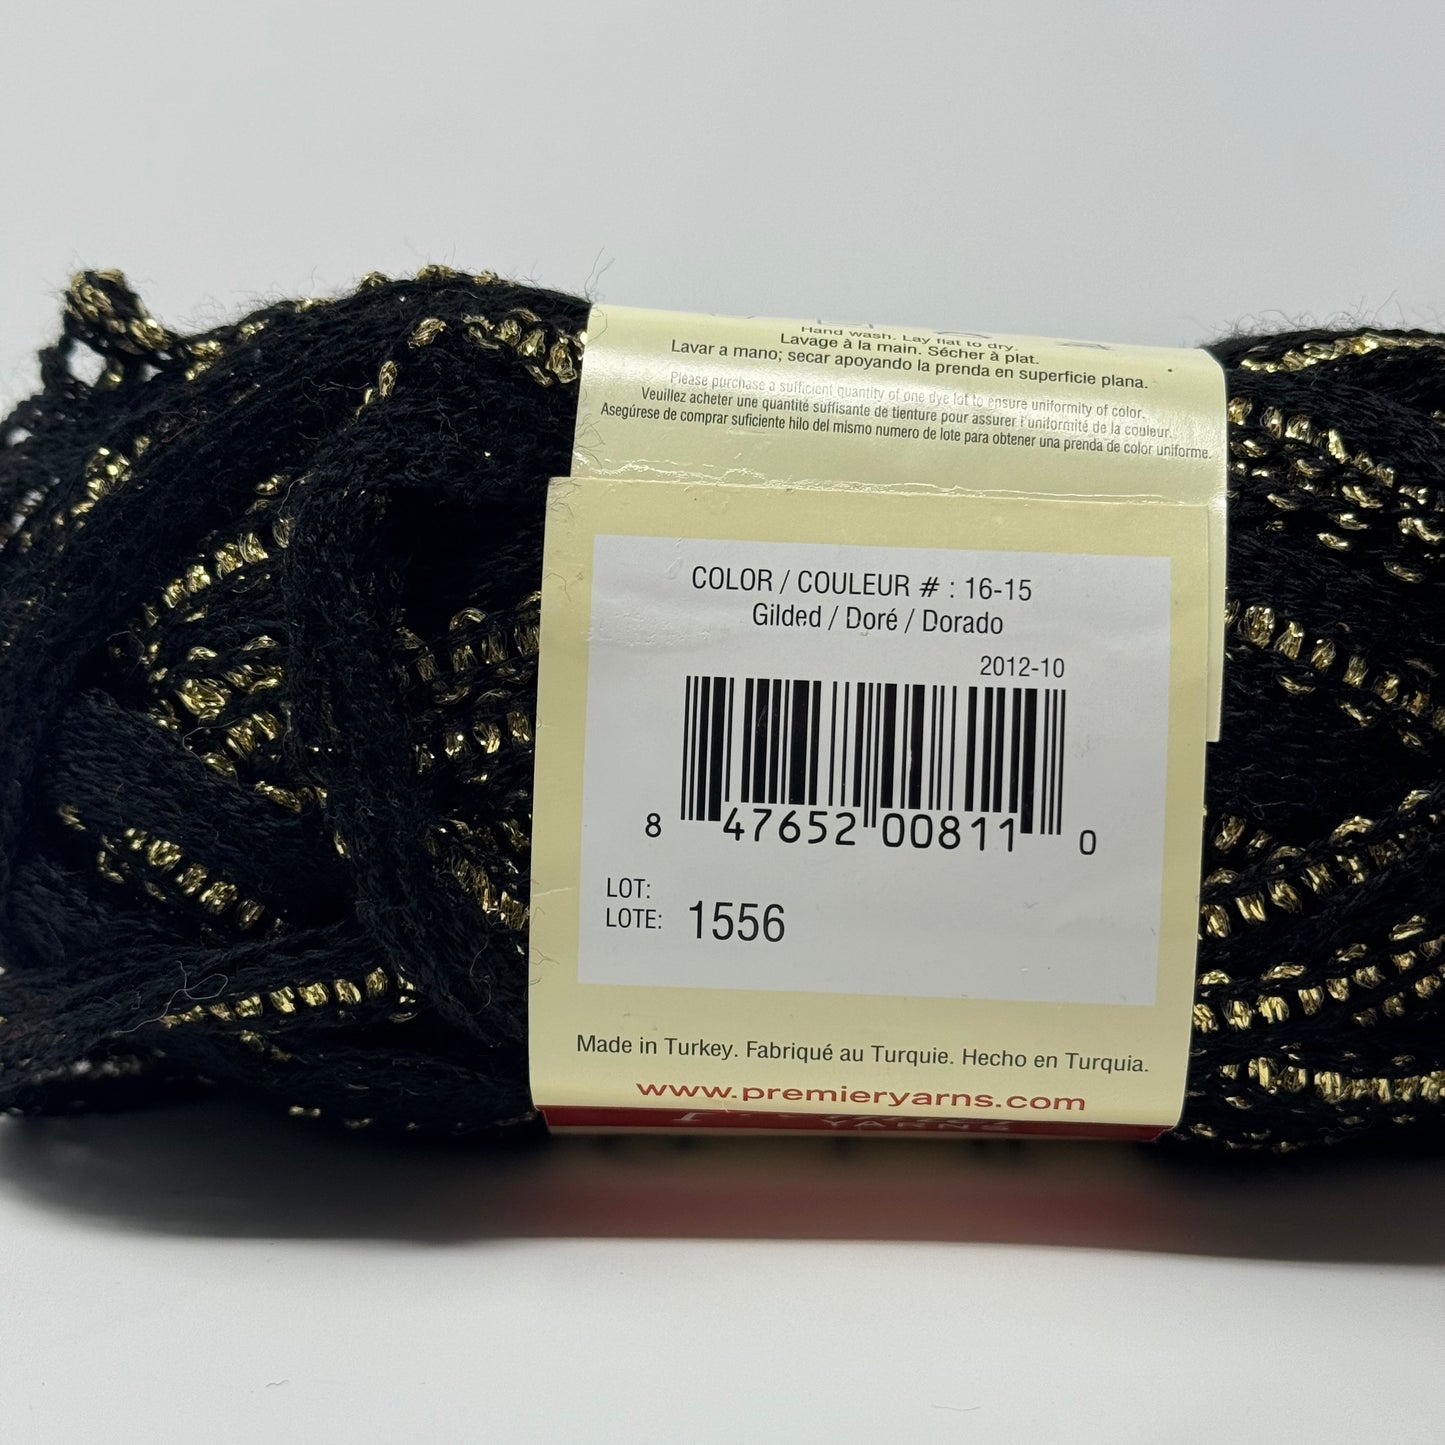 Hand wash. Lay flat to dry.
Lavage à la main. Sécher à plat.
Lavar a mano; secar apoyando la prenda en superficie plana.
Please purchase a sufficient quantity of one dye lot to ensure uniformity of color.
Veuillez acheter une quantité suffisante de tienture pour assurer l'uniformité de la couleur.
Asegúrese de comprar suficiente hilo del mismo numero de lote para obtener una prenda de color uniforme.
COLOR / COULEUR # : 16-15
Gilded / Doré / Dorado
2012-10
8 47652 00811 0
LOT:
LOTE: 1556
Made in Turkey. Fabriqué au Turquie. Hecho en Turquia.
www.premieryarns.com
YARNS